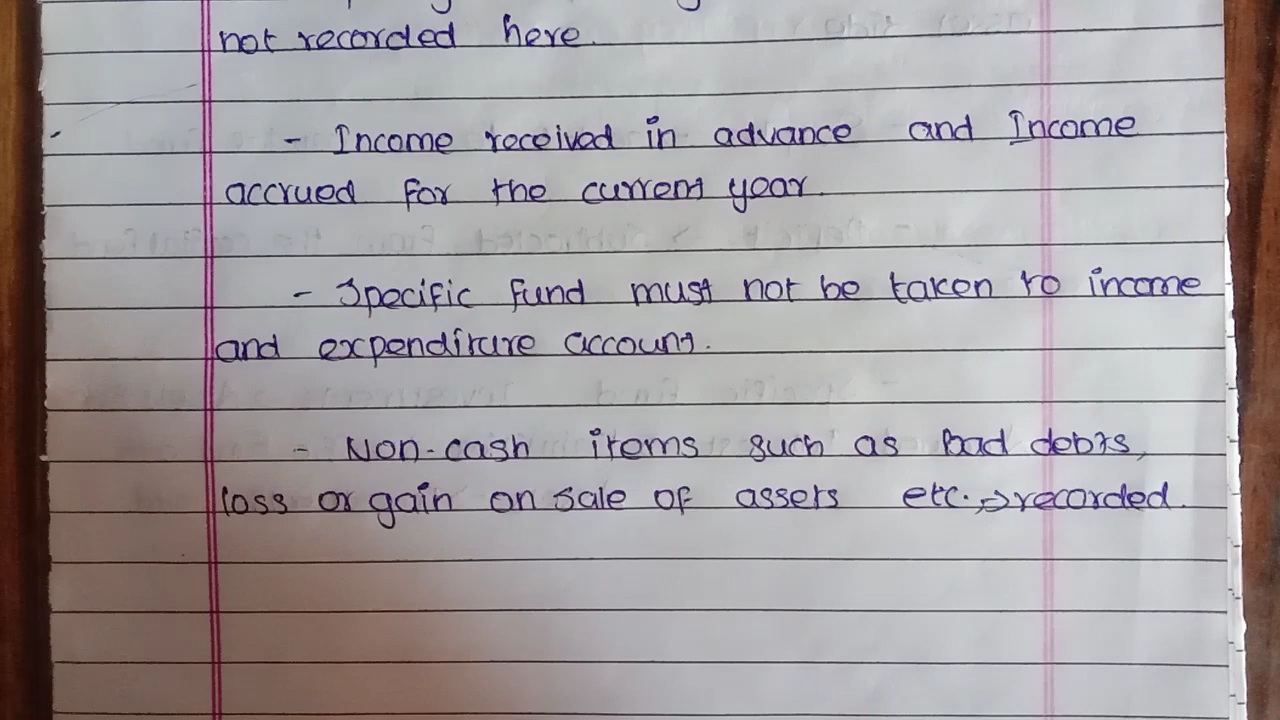 not recorded here.
- Income received in advance and Income
accrued for the current year.
- Specific fund must not be taken to income
and expenditure account.
- Non-cash items such as bad debts,
loss or gain on sale of assets etc., → recorded.